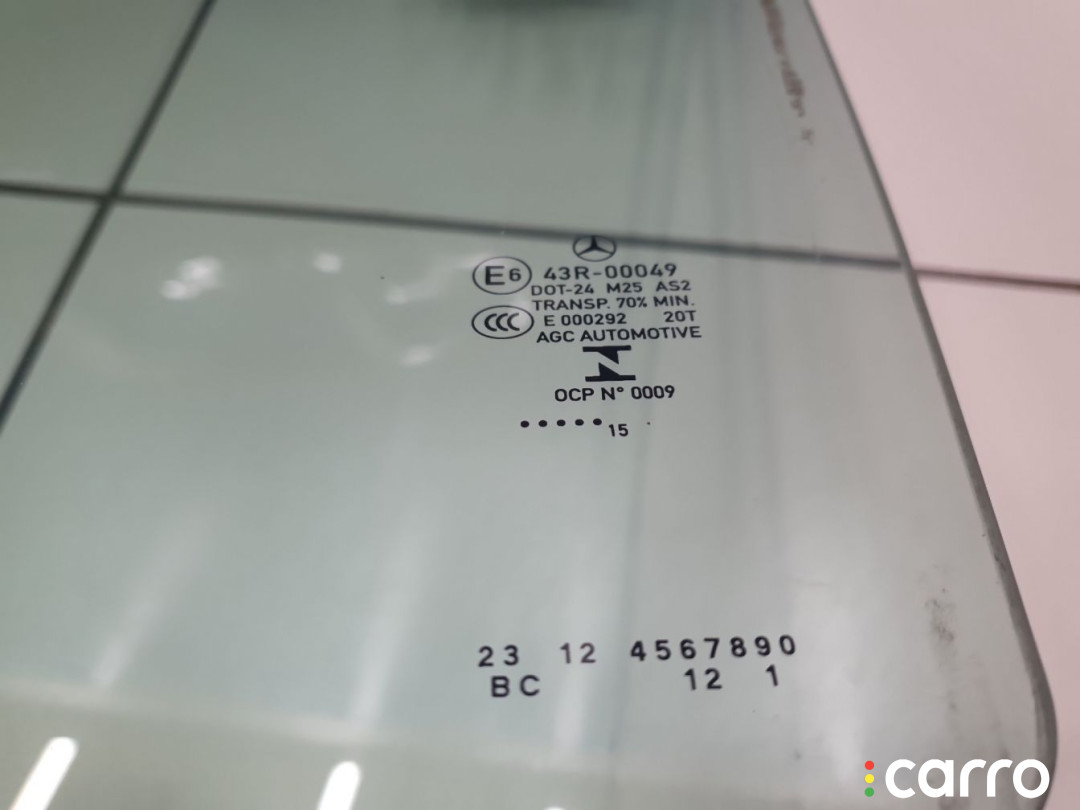 E6 43R-00049
DOT-24 M25 AS2
TRANSP. 70% MIN.
CCC E 000292 20T
AGC AUTOMOTIVE
OCP N° 0009
.....15 .
23 12 4567890
BC 12 1
carro